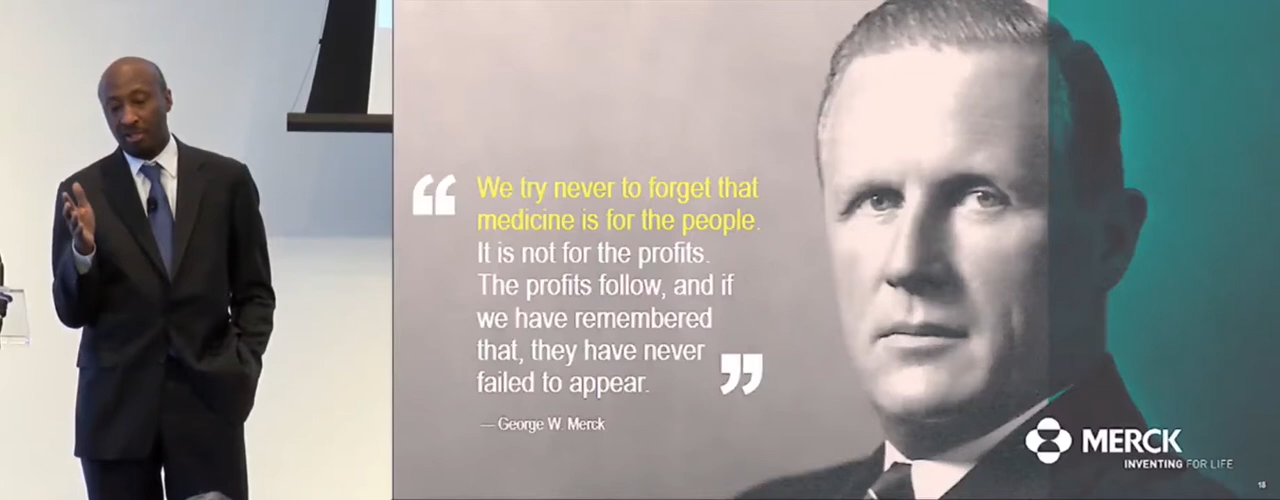 “ We try never to forget that
medicine is for the people.
It is not for the profits.
The profits follow, and if
we have remembered
that, they have never
failed to appear. ”
— George W. Merck
MERCK
INVENTING FOR LIFE
18